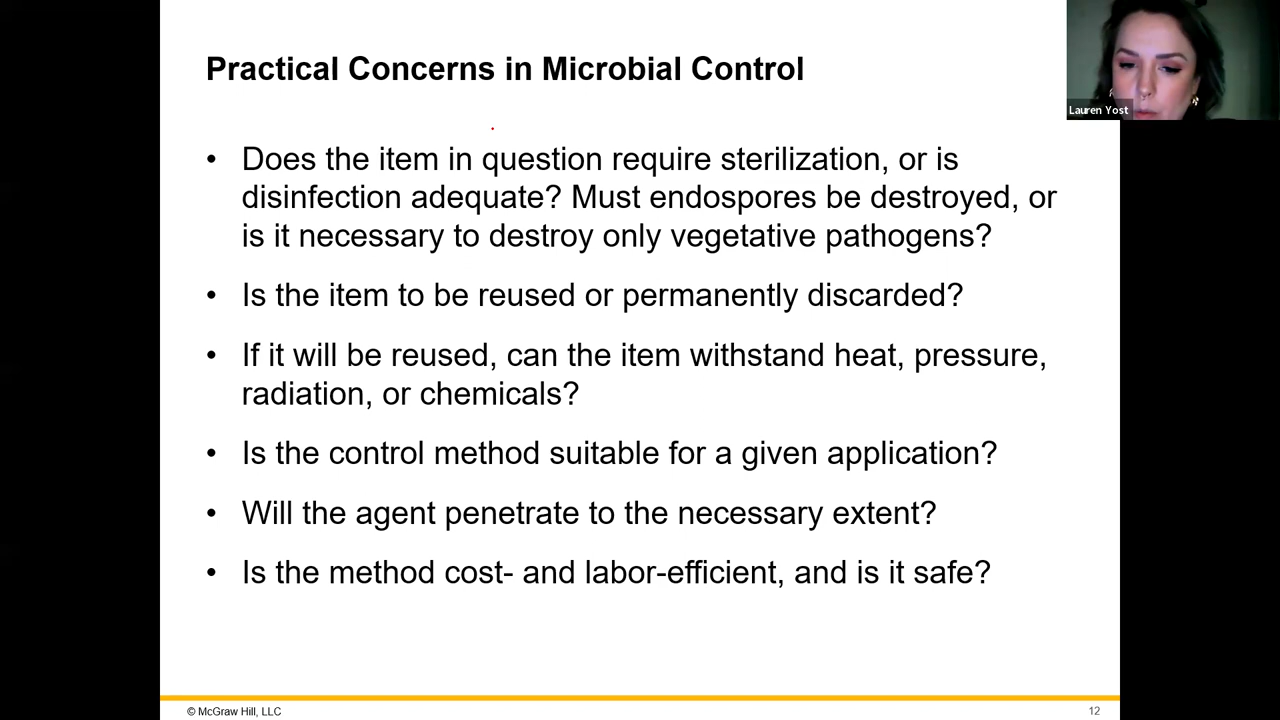 Practical Concerns in Microbial Control
Lauren Yost
• Does the item in question require sterilization, or is
disinfection adequate? Must endospores be destroyed, or
is it necessary to destroy only vegetative pathogens?
• Is the item to be reused or permanently discarded?
• If it will be reused, can the item withstand heat, pressure,
radiation, or chemicals?
• Is the control method suitable for a given application?
• Will the agent penetrate to the necessary extent?
• Is the method cost- and labor-efficient, and is it safe?
© McGraw Hill, LLC
12